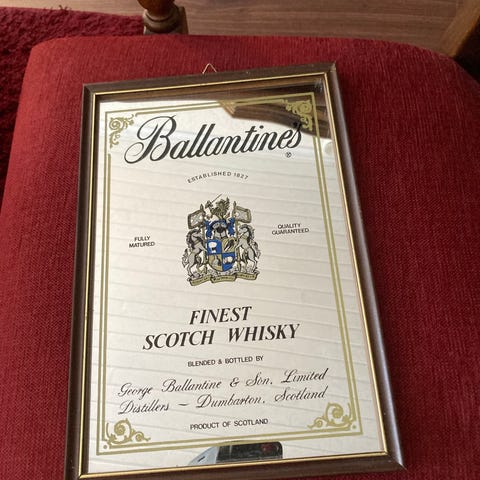 Ballantine's ®
ESTABLISHED 1827
FULLY
MATURED
QUALITY
GUARANTEED
FINEST
SCOTCH WHISKY
BLENDED & BOTTLED BY
George Ballantine & Son, Limited
Distillers – Dumbarton, Scotland
PRODUCT OF SCOTLAND